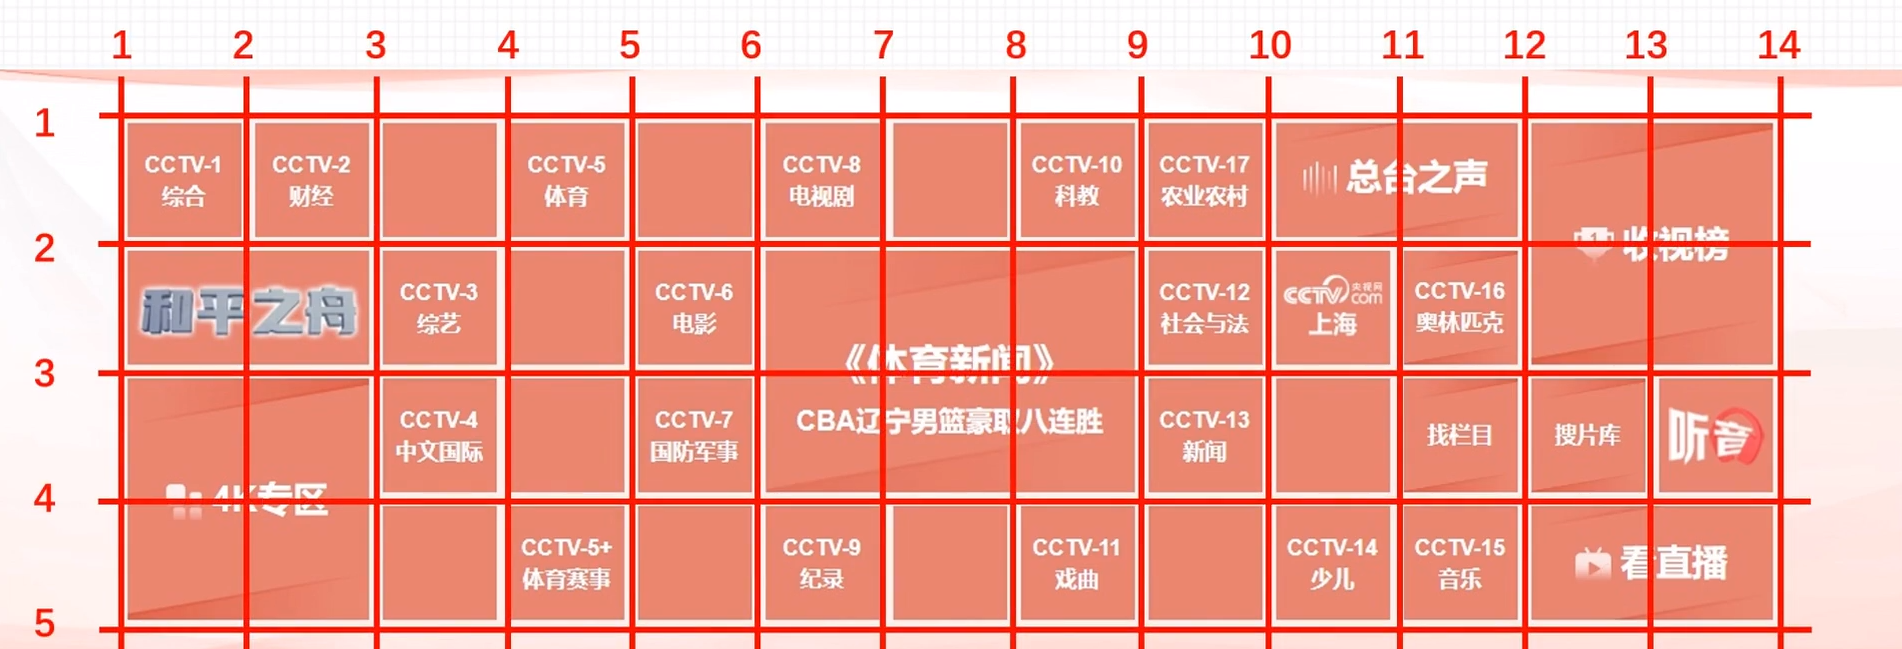 1 2 3 4 5 6 7 8 9 10 11 12 13 14
1
CCTV-1
综合
CCTV-2
财经
CCTV-5
体育
CCTV-8
电视剧
CCTV-10
科教
CCTV-17
农业农村
总台之声
收视榜
2
和平之舟
CCTV-3
综艺
CCTV-6
电影
《体育新闻》
CBA辽宁男篮豪取八连胜
CCTV-12
社会与法
CCTV.com
央视网
上海
CCTV-16
奥林匹克
3
4K专区
CCTV-4
中文国际
CCTV-7
国防军事
CCTV-13
新闻
找栏目
搜片库
听音
4
CCTV-5+
体育赛事
CCTV-9
纪录
CCTV-11
戏曲
CCTV-14
少儿
CCTV-15
音乐
看直播
5